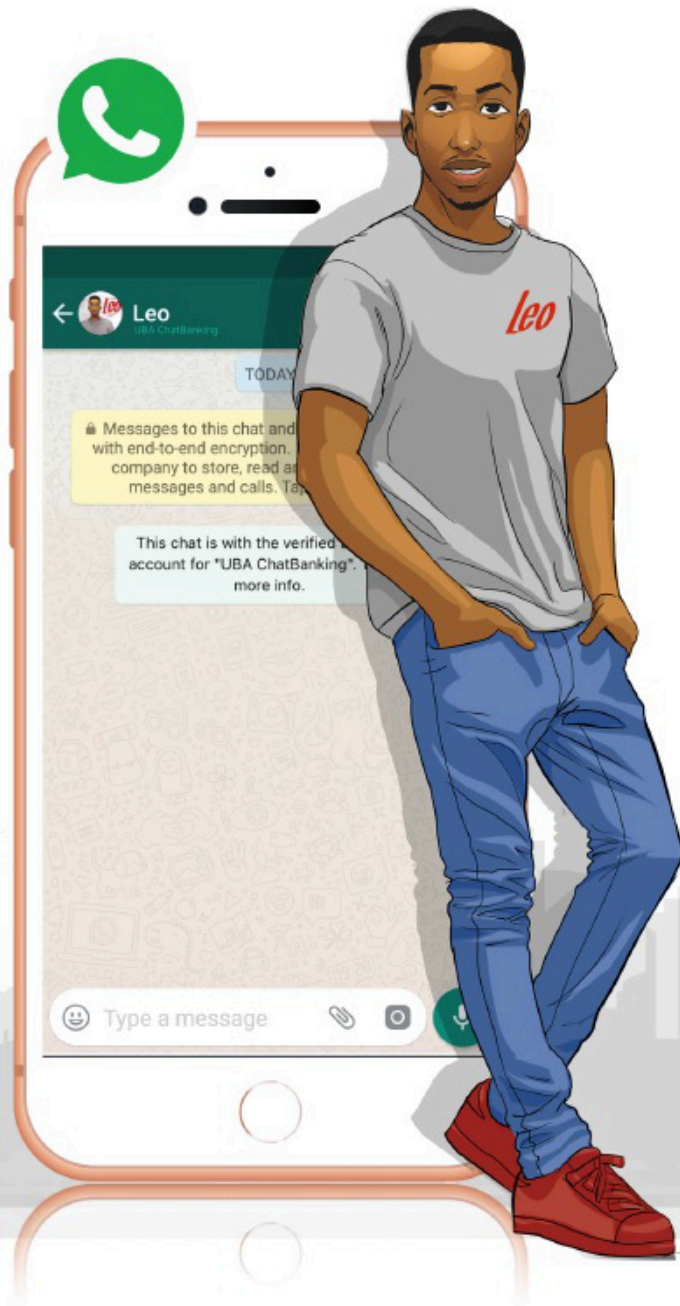 Leo
Leo
UBA ChatBanking
TODAY
Messages to this chat and
with end-to-end encryption.
company to store, read
messages and calls.
This chat is with the verified
account for *UBA ChatBanking*.
more info.
Type a message
Leo